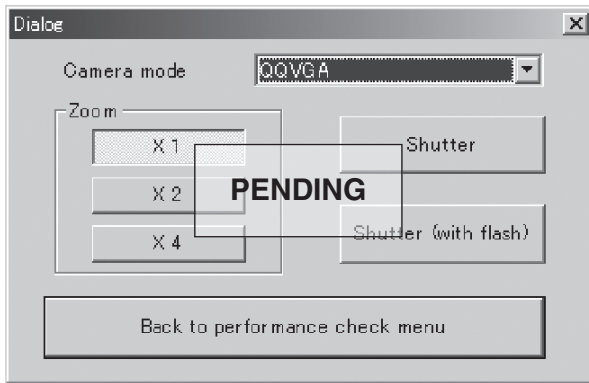 Dialog
Camera mode QQVGA
Zoom
X 1
Shutter
X 2
PENDING
X 4
Shutter (with flash)
Back to performance check menu